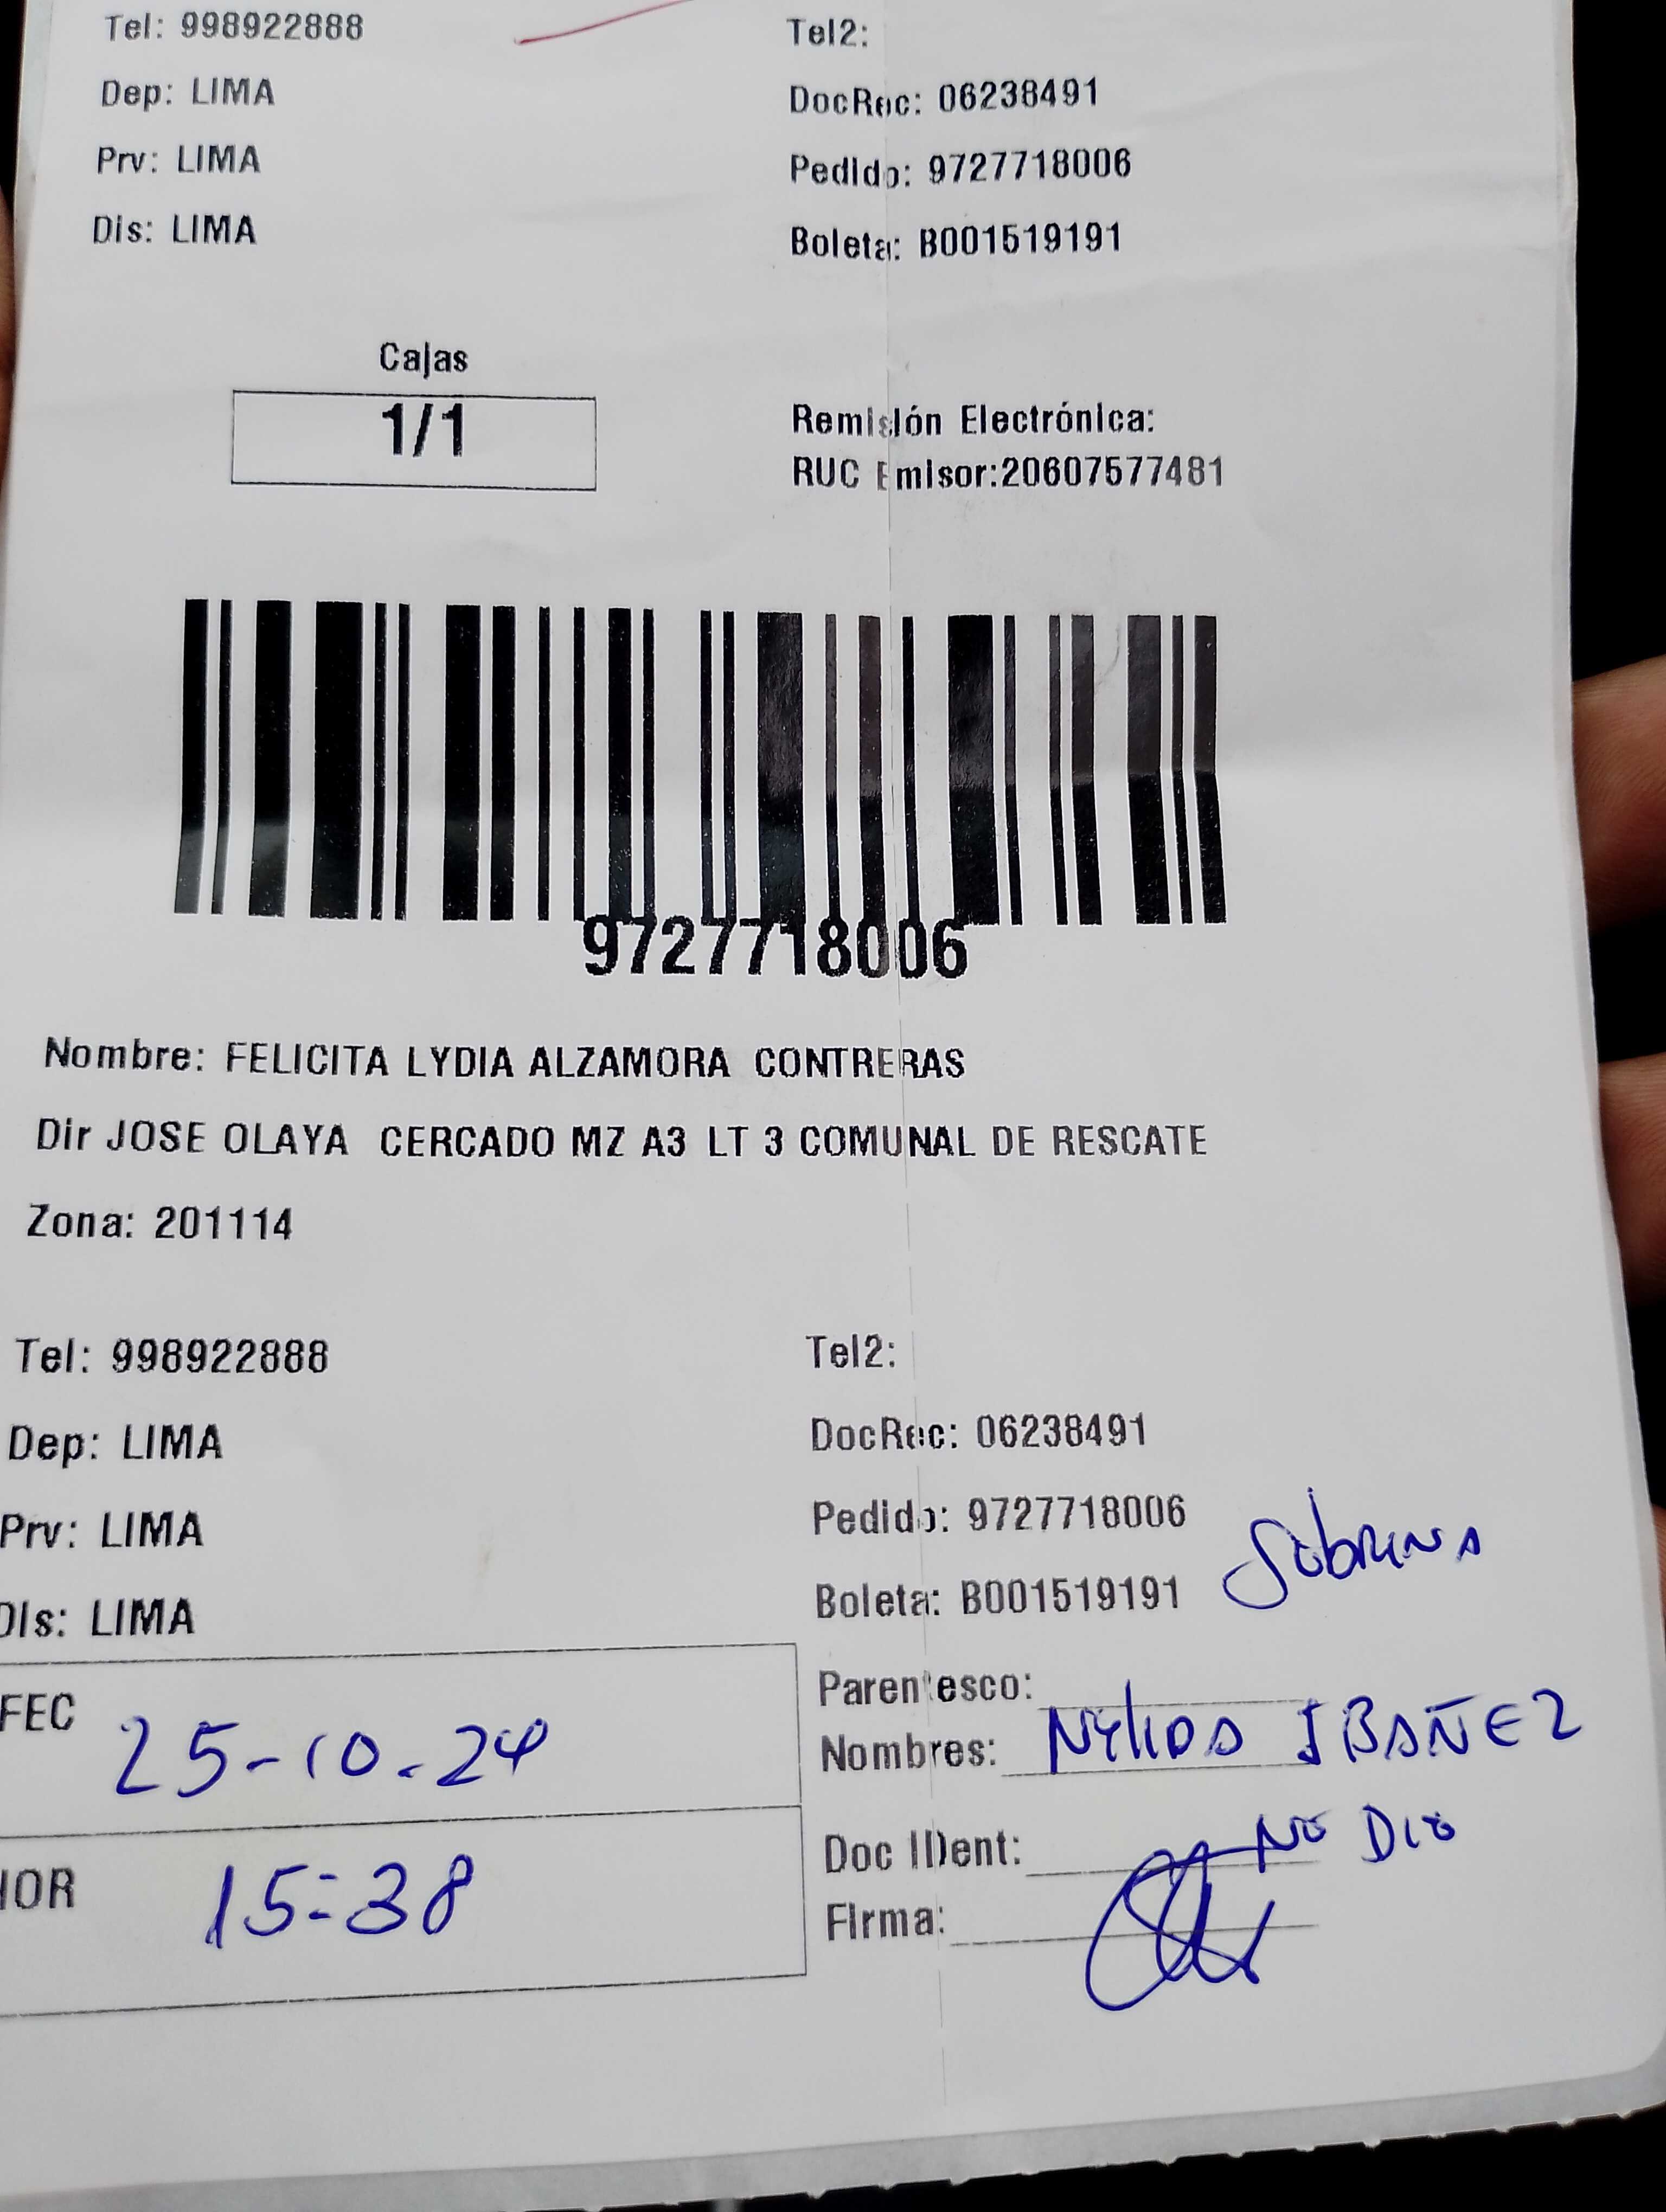 Tel: 998922888 Tel2:
Dep: LIMA DocRec: 06238491
Prv: LIMA Pedido: 9727718006
Dis: LIMA Boleta: B001519191
Cajas
1/1
Remisión Electrónica:
RUC Emisor:20607577481
9727718006
Nombre: FELICITA LYDIA ALZAMORA CONTRERAS
Dir JOSE OLAYA CERCADO MZ A3 LT 3 COMUNAL DE RESCATE
Zona: 201114
Tel: 998922888 Tel2:
Dep: LIMA DocRec: 06238491
Prv: LIMA Pedido: 9727718006
Dis: LIMA Boleta: B001519191
Sobrina
Parentesco:
FEC 25-10-24
Nombres: IBAÑEZ
Doc IDent: NO DIO
HOR 15:38
Firma: